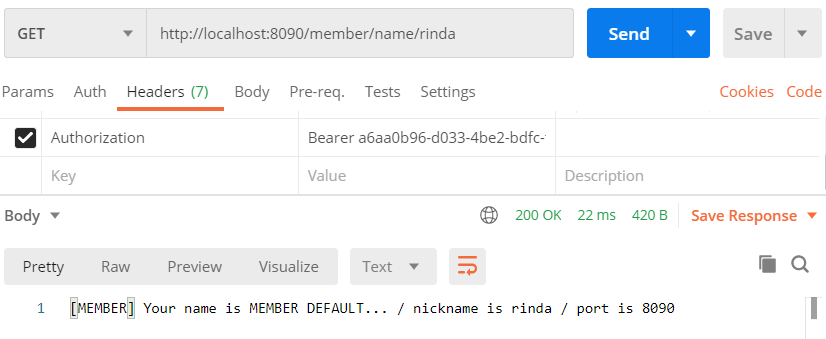 GET http://localhost:8090/member/name/rinda Send Save
Params Auth Headers (7) Body Pre-req. Tests Settings Cookies Code
Authorization Bearer a6aa0b96-d033-4be2-bdfc-
Key Value Description
Body 200 OK 22 ms 420 B Save Response
Pretty Raw Preview Visualize Text
1 [MEMBER] Your name is MEMBER DEFAULT... / nickname is rinda / port is 8090